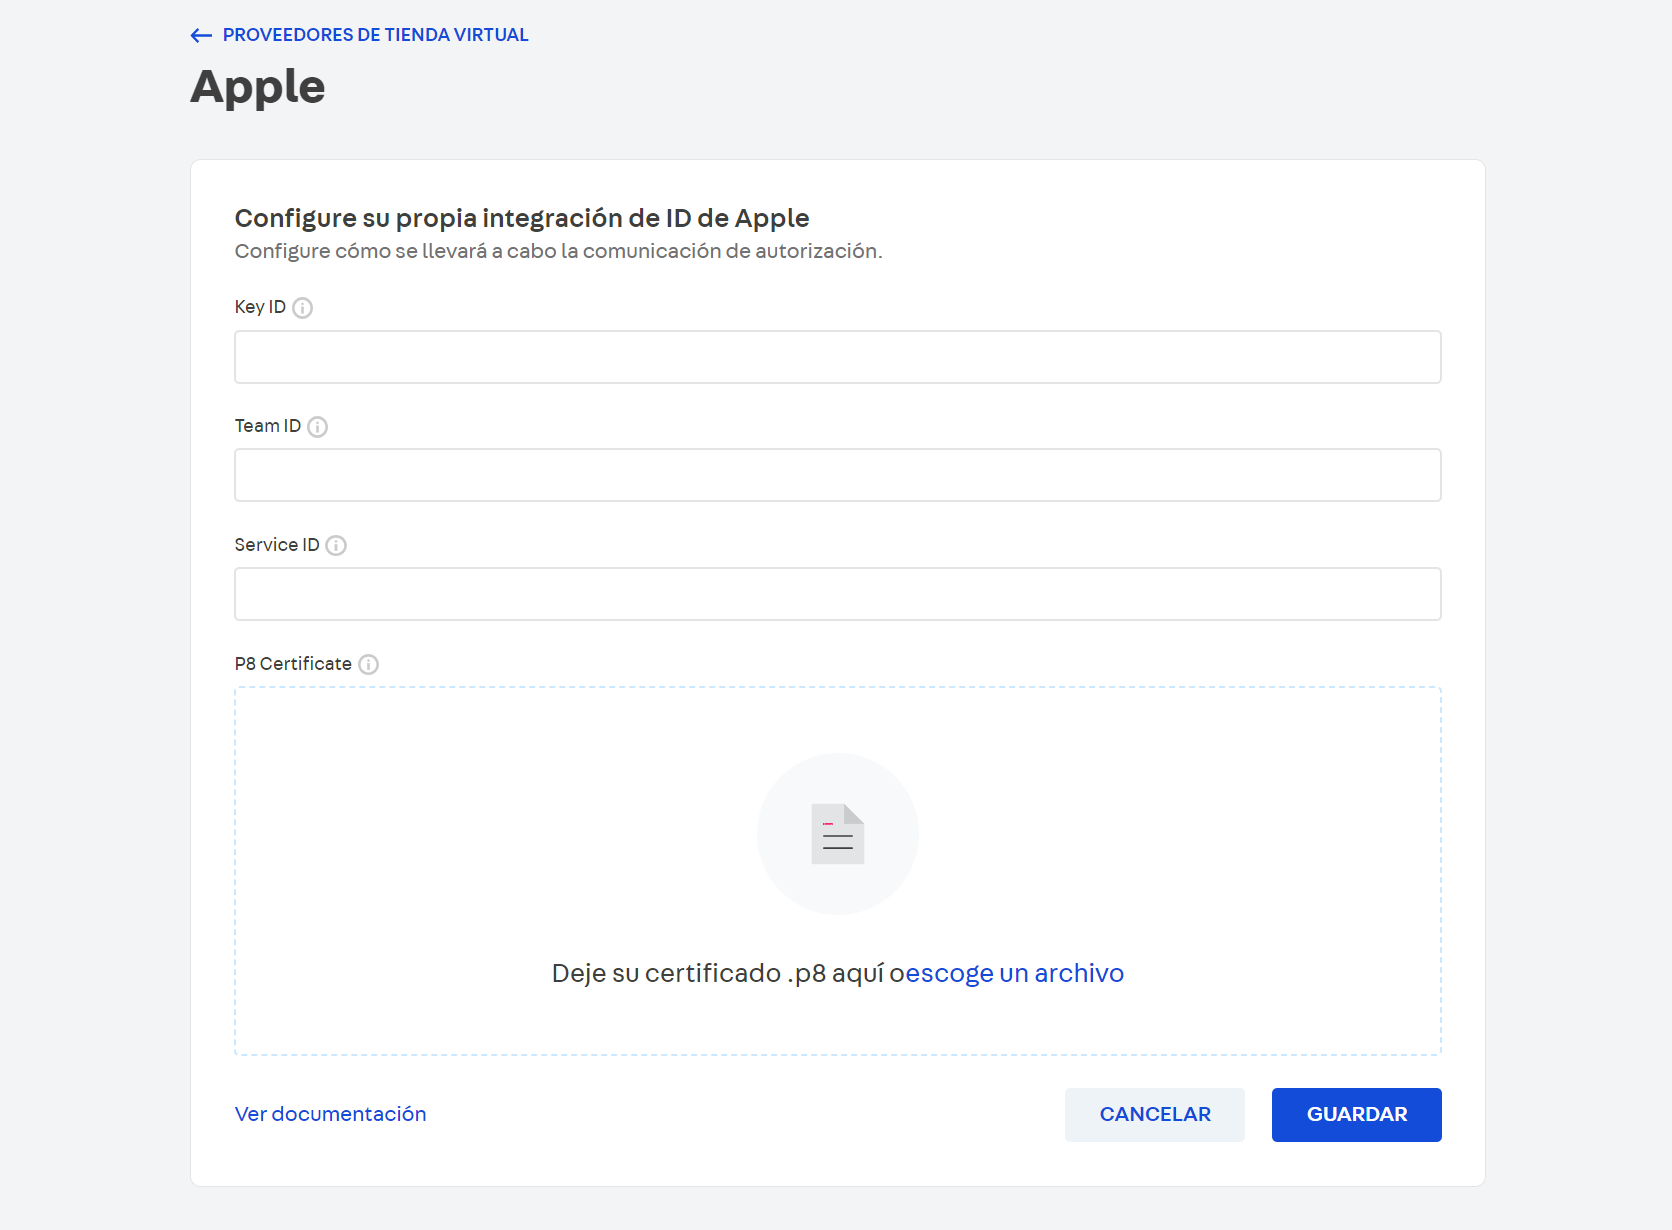 PROVEEDORES DE TIENDA VIRTUAL
Apple
Configure su propia integración de ID de Apple
Configure cómo se llevará a cabo la comunicación de autorización.
Key ID
Team ID
Service ID
P8 Certificate
Deje su certificado .p8 aquí oescoge un archivo
Ver documentación
CANCELAR
GUARDAR